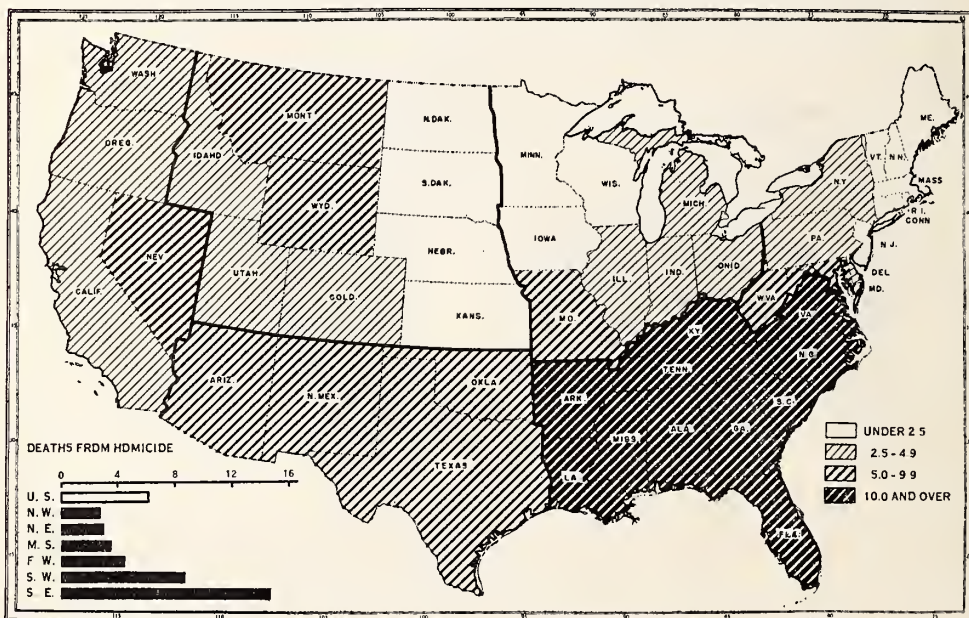 WASH
MONT
N.DAK.
MINN.
ME.
OREG.
IDAHO
S.DAK.
WIS.
VT.
N.H.
N.Y.
MASS
MICH
R I.
CONN
WYO.
NEBR.
IOWA
PA.
N J.
NEV
UTAH
COLO.
ILL.
IND.
OHIO
DEL
MD.
CALIF.
KANS.
MO.
W.VA
VA
KY.
N.C.
ARIZ.
N.MEX.
OKLA
ARK.
TENN.
S.C.
TEXAS
LA.
MISS.
ALA.
GA.
FLA.
UNDER 2 5
2.5-4.9
5.0-9 9
10.0 AND OVER
DEATHS FROM HOMICIDE
0 4 8 12 16
U. S.
N. W.
N. E.
M. S.
F W.
S. W.
S E.